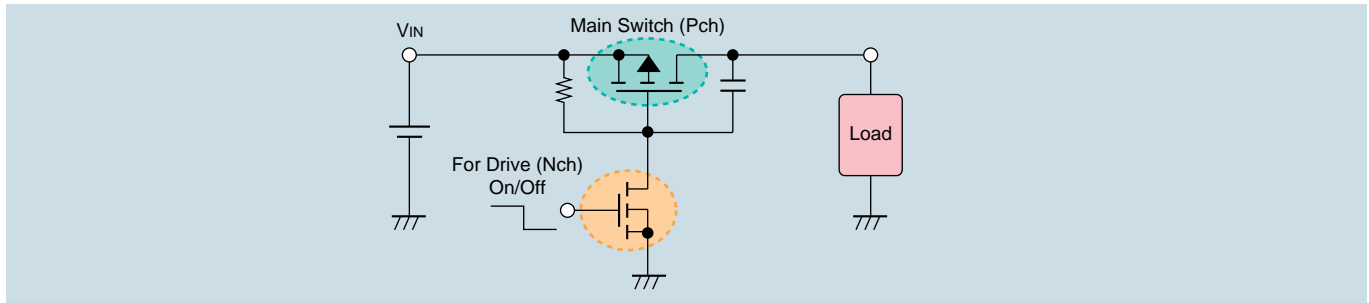 Main Switch (Pch)
VIN
Load
For Drive (Nch)
On/Off